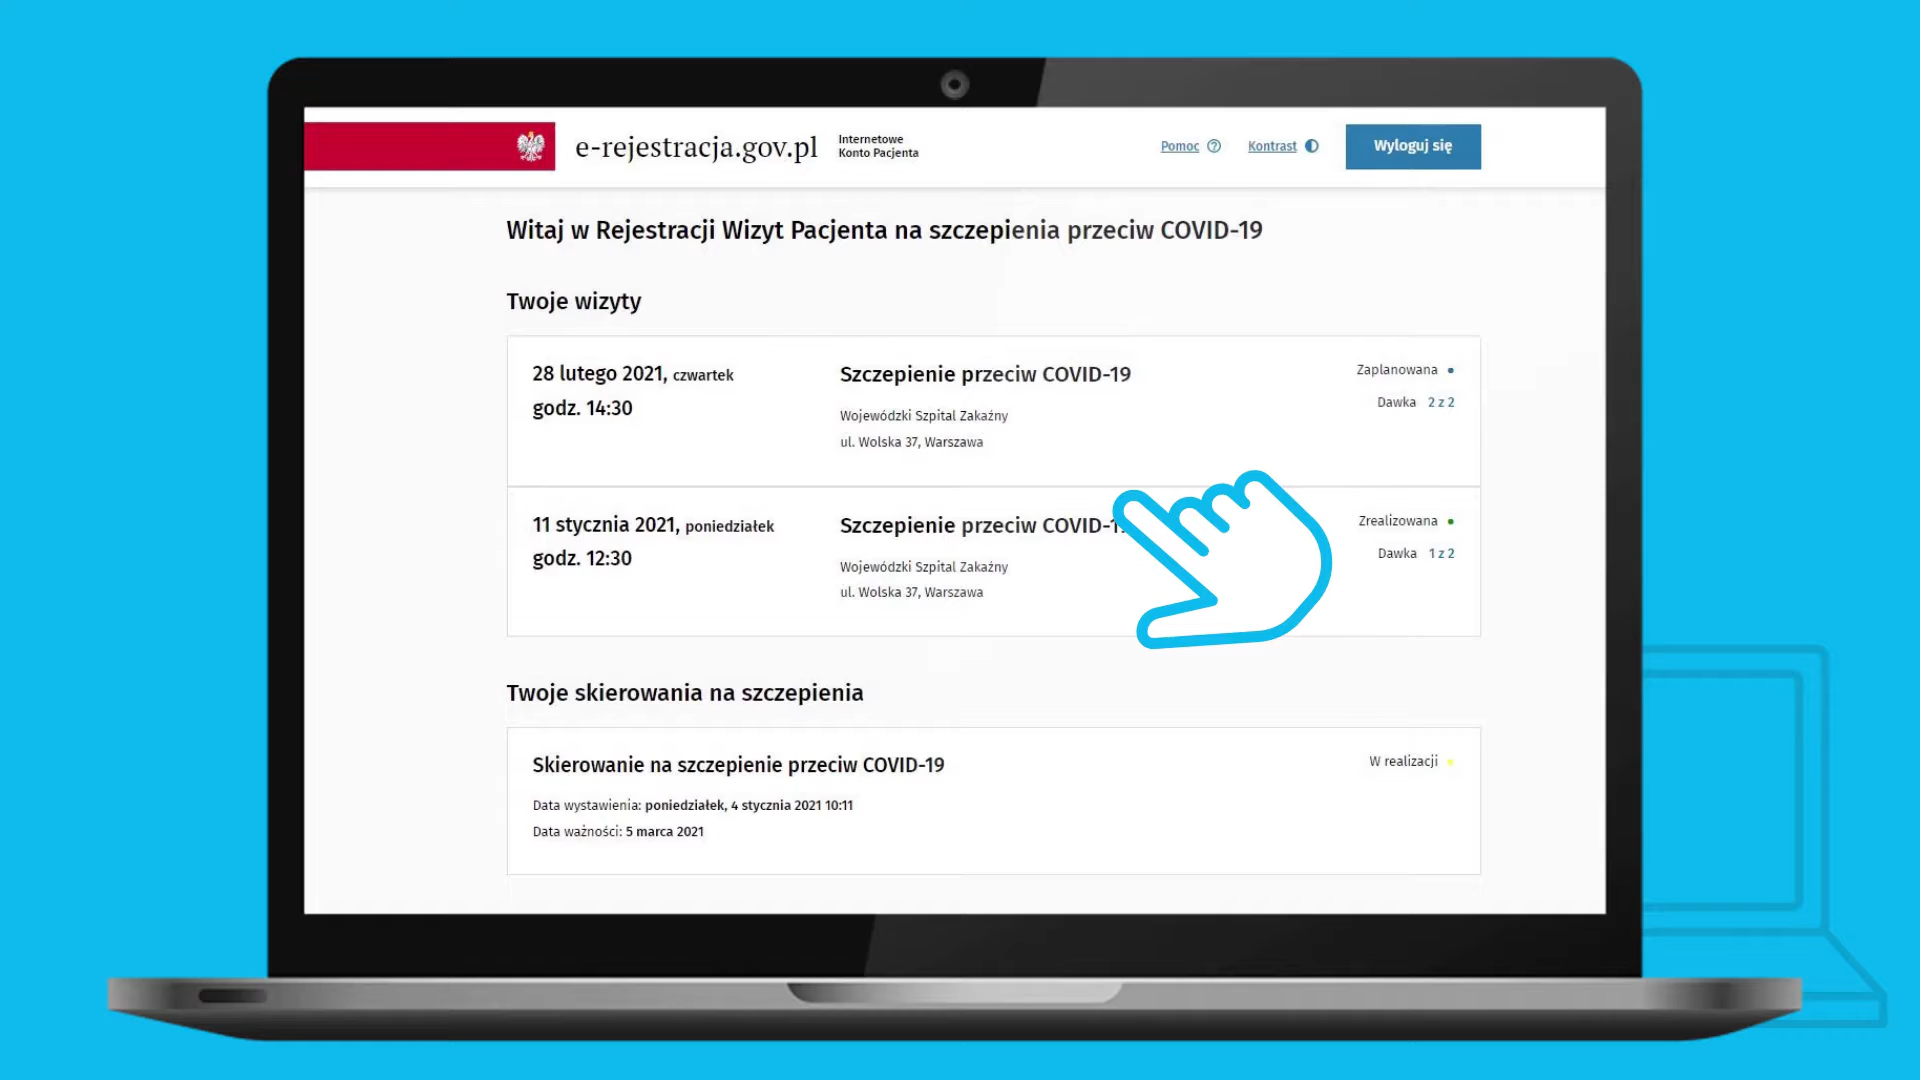 e-rejestracja.gov.pl
Internetowe
Konto Pacjenta
Pomoc
Kontrast
Wyloguj się
Witaj w Rejestracji Wizyt Pacjenta na szczepienia przeciw COVID-19
Twoje wizyty
28 lutego 2021, czwartek
godz. 14:30
Szczepienie przeciw COVID-19
Wojewódzki Szpital Zakaźny
ul. Wolska 37, Warszawa
Zaplanowana
Dawka 2 z 2
11 stycznia 2021, poniedziałek
godz. 12:30
Szczepienie przeciw COVID-1
Wojewódzki Szpital Zakaźny
ul. Wolska 37, Warszawa
Zrealizowana
Dawka 1 z 2
Twoje skierowania na szczepienia
Skierowanie na szczepienie przeciw COVID-19
Data wystawienia: poniedziałek, 4 stycznia 2021 10:11
Data ważności: 5 marca 2021
W realizacji